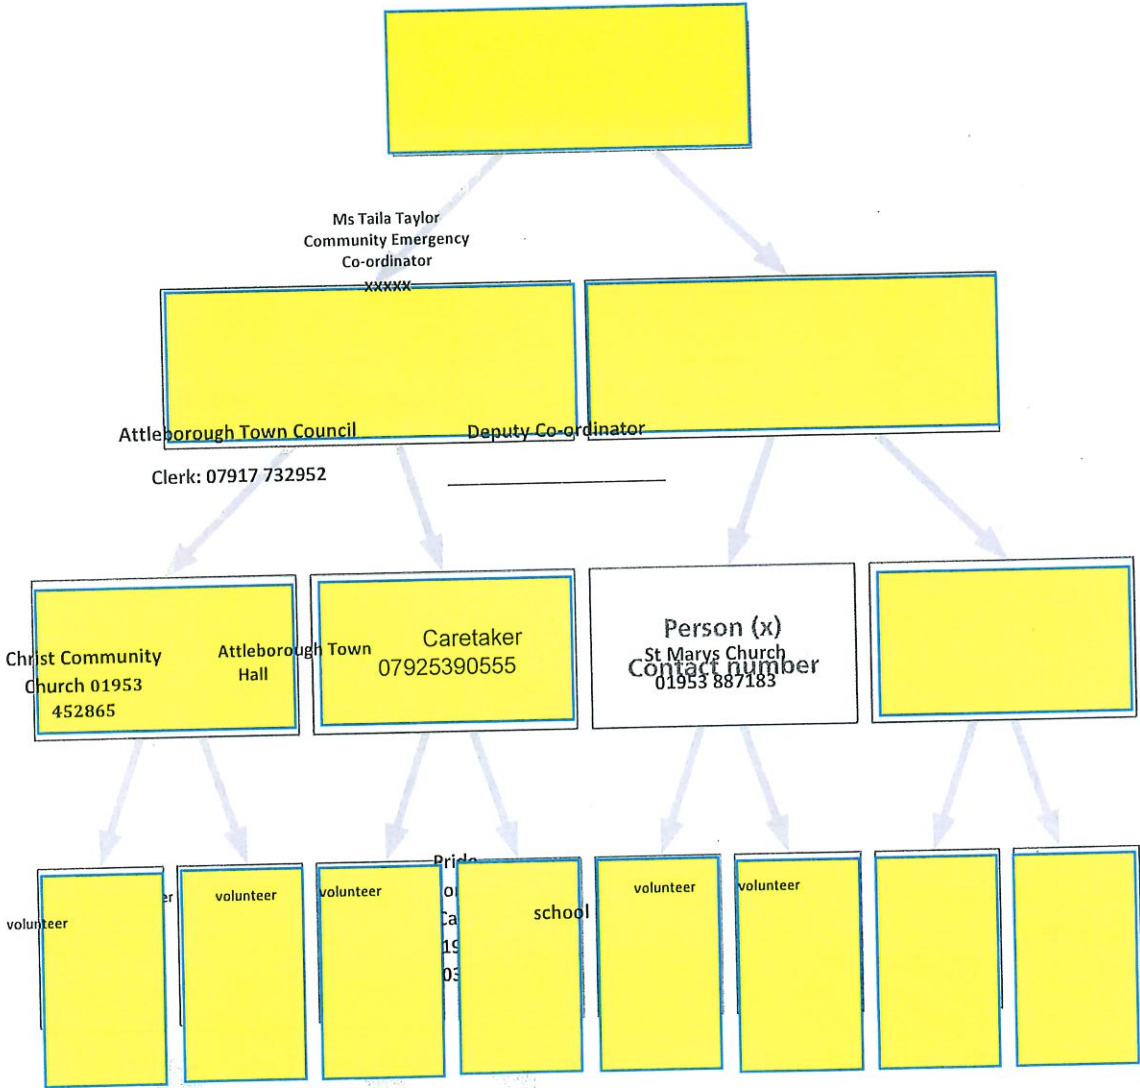 Ms Taila Taylor
Community Emergency
Co-ordinator
xxxxx
Attleborough Town Council
Clerk: 07917 732952
Deputy Co-ordinator
Christ Community
Church 01953
452865
Attleborough Town
Hall
Caretaker
07925390555
Person (x)
Contact number
St Marys Church
01953 887183
volunteer
volunteer
volunteer
Pride
school
volunteer
volunteer